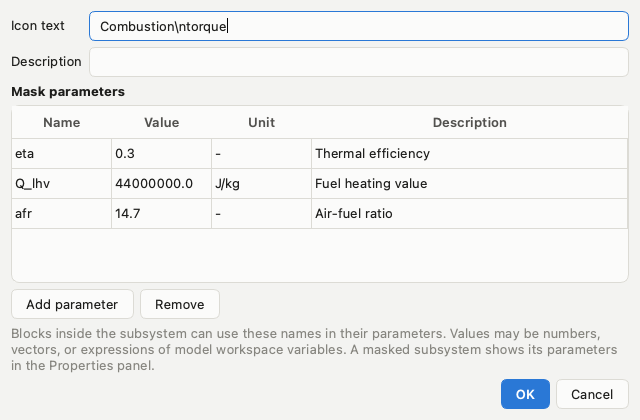 Icon text Combustion\ntorque
Description
Mask parameters
Name Value Unit Description
eta 0.3 - Thermal efficiency
Q_lhv 44000000.0 J/kg Fuel heating value
afr 14.7 - Air-fuel ratio
Add parameter Remove
Blocks inside the subsystem can use these names in their parameters. Values may be numbers,
vectors, or expressions of model workspace variables. A masked subsystem shows its parameters
in the Properties panel.
OK Cancel